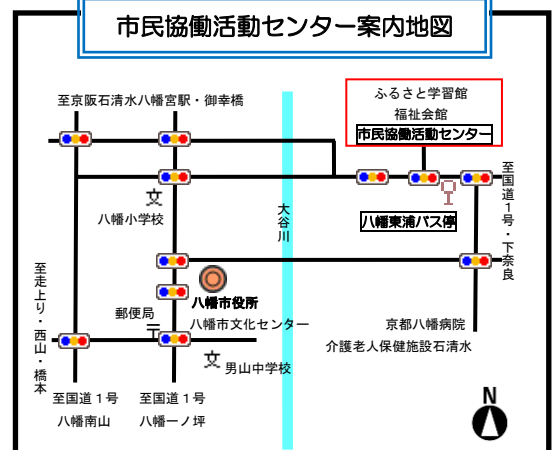 市民協働活動センター案内地図
至京阪石清水八幡宮駅・御幸橋
ふるさと学習館
福祉会館
市民協働活動センター
至国道1号・下奈良
文
八幡小学校
大谷川
八幡東浦バス停
至走上り・西山・橋本
八幡市役所
郵便局
〒
八幡市文化センター
京都八幡病院
介護老人保健施設石清水
文
男山中学校
至国道1号
八幡南山
至国道1号
八幡一ノ坪
N